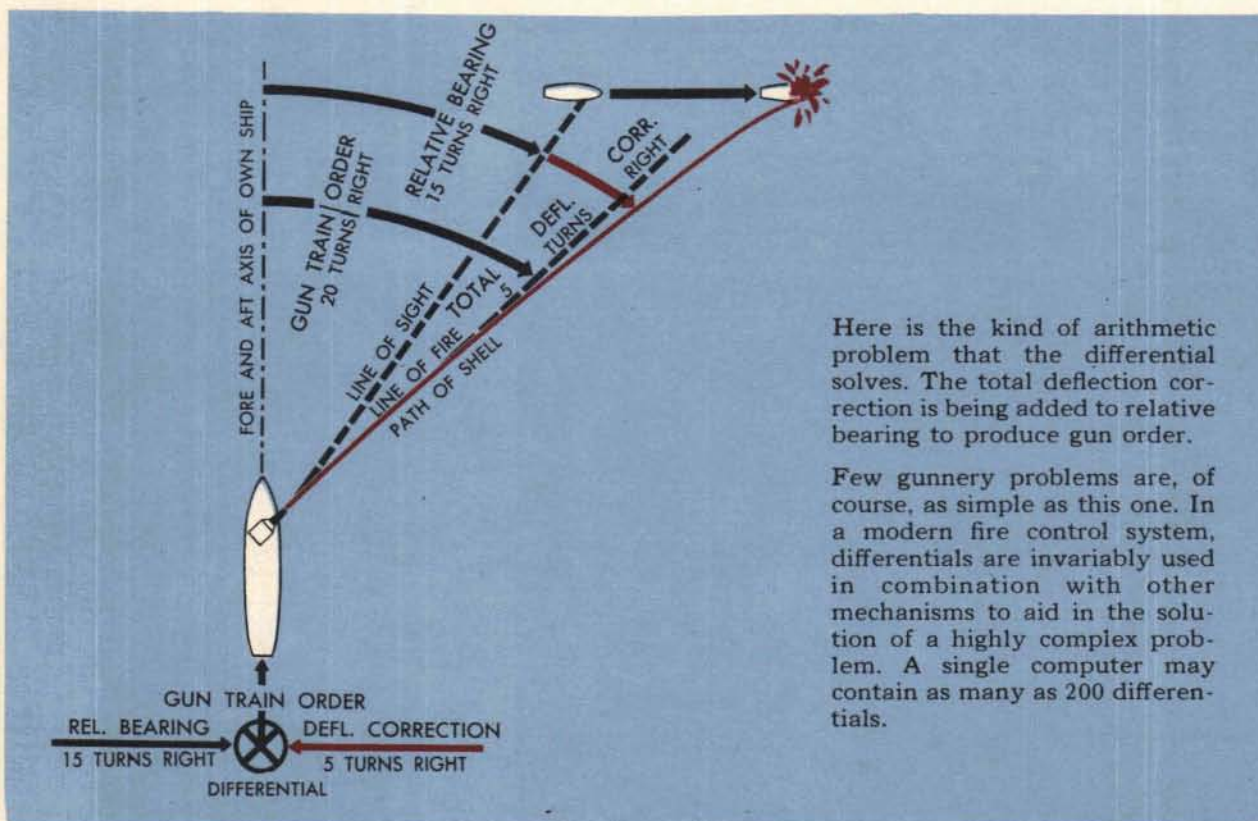 FORE AND AFT AXIS OF OWN SHIP
GUN TRAIN ORDER
20 TURNS RIGHT
RELATIVE BEARING
15 TURNS RIGHT
LINE OF SIGHT
TOTAL DEFL. CORR.
5 TURNS RIGHT
LINE OF FIRE
PATH OF SHELL
Here is the kind of arithmetic
problem that the differential
solves. The total deflection cor-
rection is being added to relative
bearing to produce gun order.
Few gunnery problems are, of
course, as simple as this one. In
a modern fire control system,
differentials are invariably used
in combination with other
mechanisms to aid in the solu-
tion of a highly complex prob-
lem. A single computer may
contain as many as 200 differen-
tials.
GUN TRAIN ORDER
REL. BEARING
15 TURNS RIGHT
DEFL. CORRECTION
5 TURNS RIGHT
DIFFERENTIAL